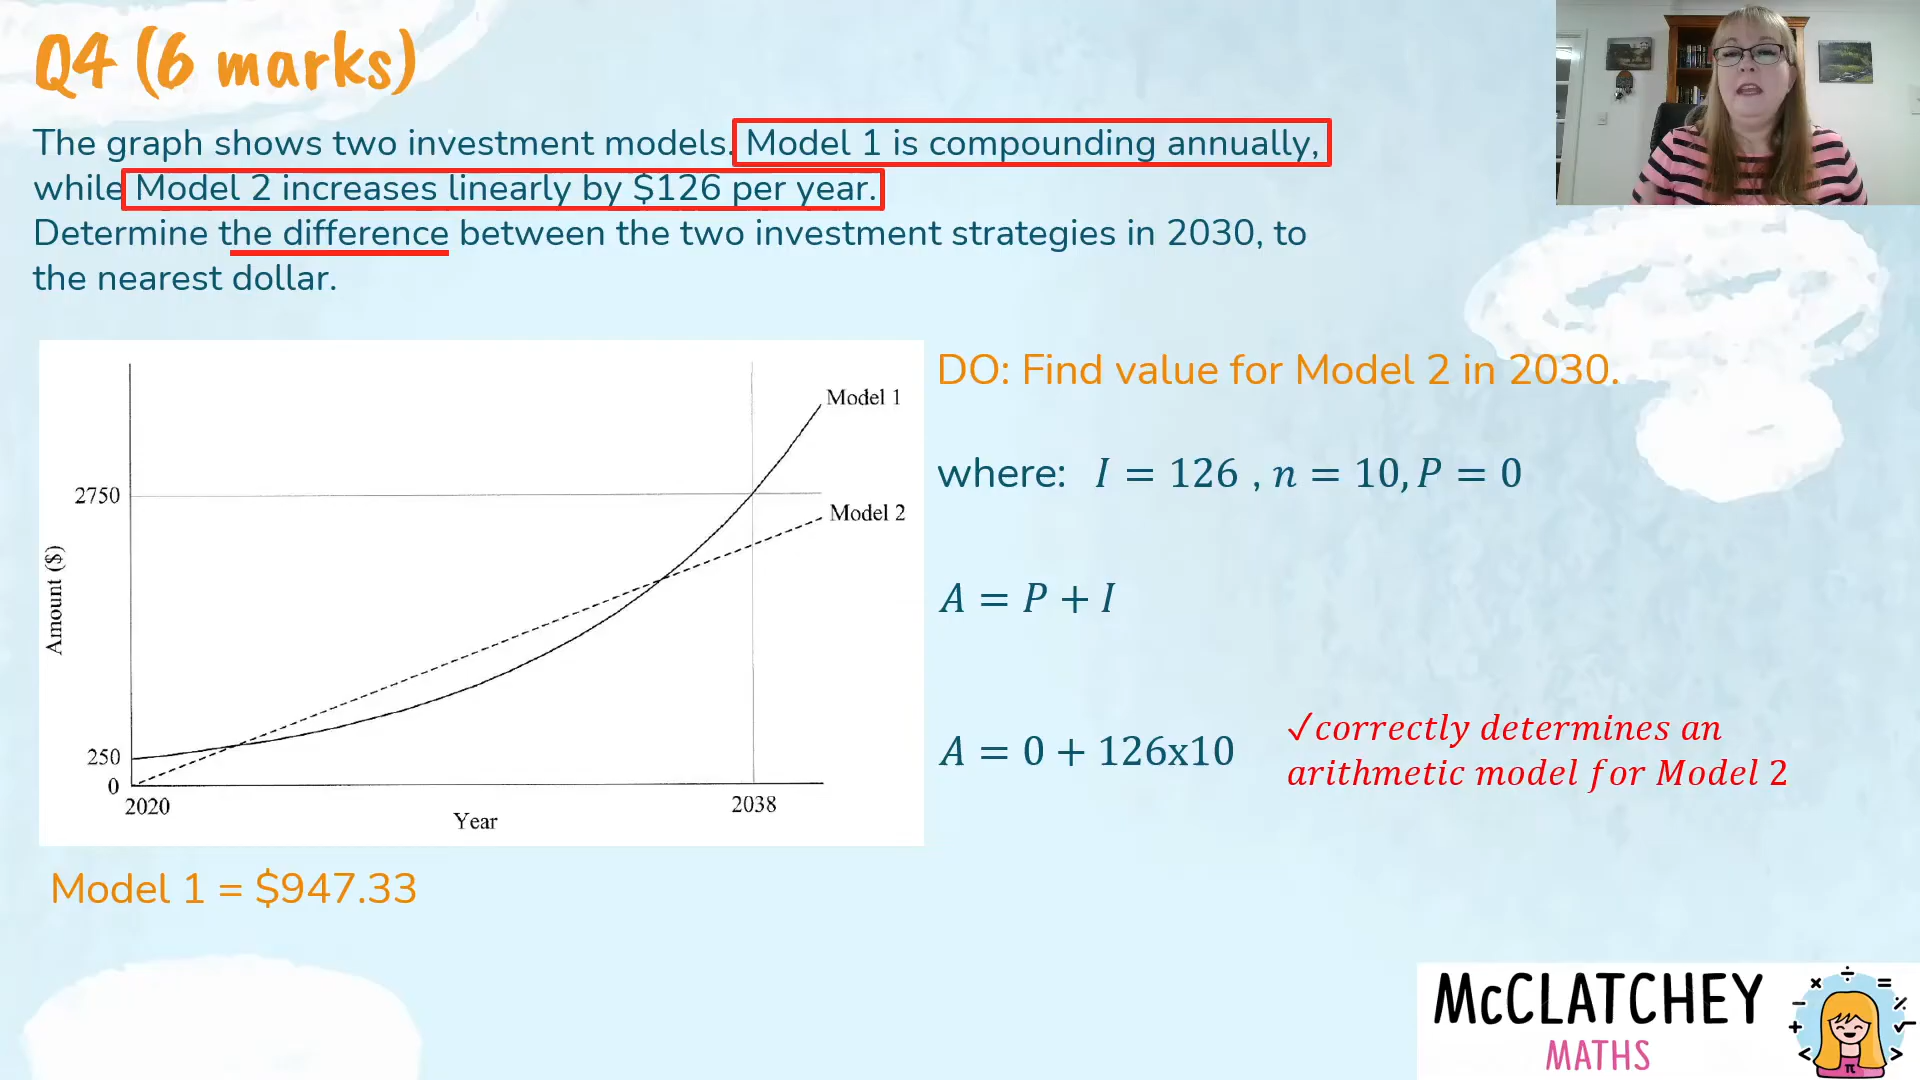 Q4 (6 marks)
The graph shows two investment models. Model 1 is compounding annually,
while Model 2 increases linearly by $126 per year.
Determine the difference between the two investment strategies in 2030, to
the nearest dollar.
DO: Find value for Model 2 in 2030.
where: I = 126 , n = 10, P = 0
A = P + I
A = 0 + 126x10
✓correctly determines an
arithmetic model for Model 2
Model 1
2750
Model 2
Amount ($)
250
0
2020
2038
Year
Model 1 = $947.33
McCLATCHEY
MATHS